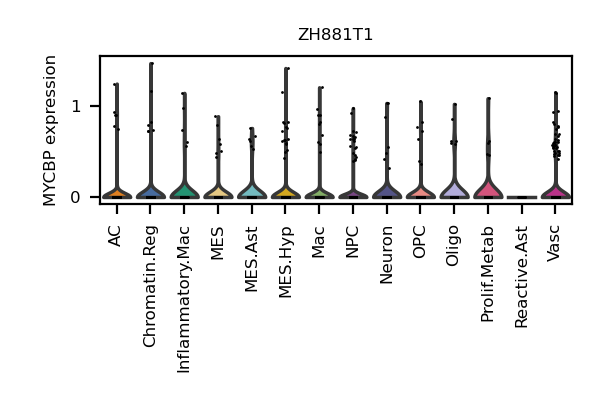 ZH881T1
MYCBP expression
1
0
AC
Chromatin.Reg
Inflammatory.Mac
MES
MES.Ast
MES.Hyp
Mac
NPC
Neuron
OPC
Oligo
Prolif.Metab
Reactive.Ast
Vasc